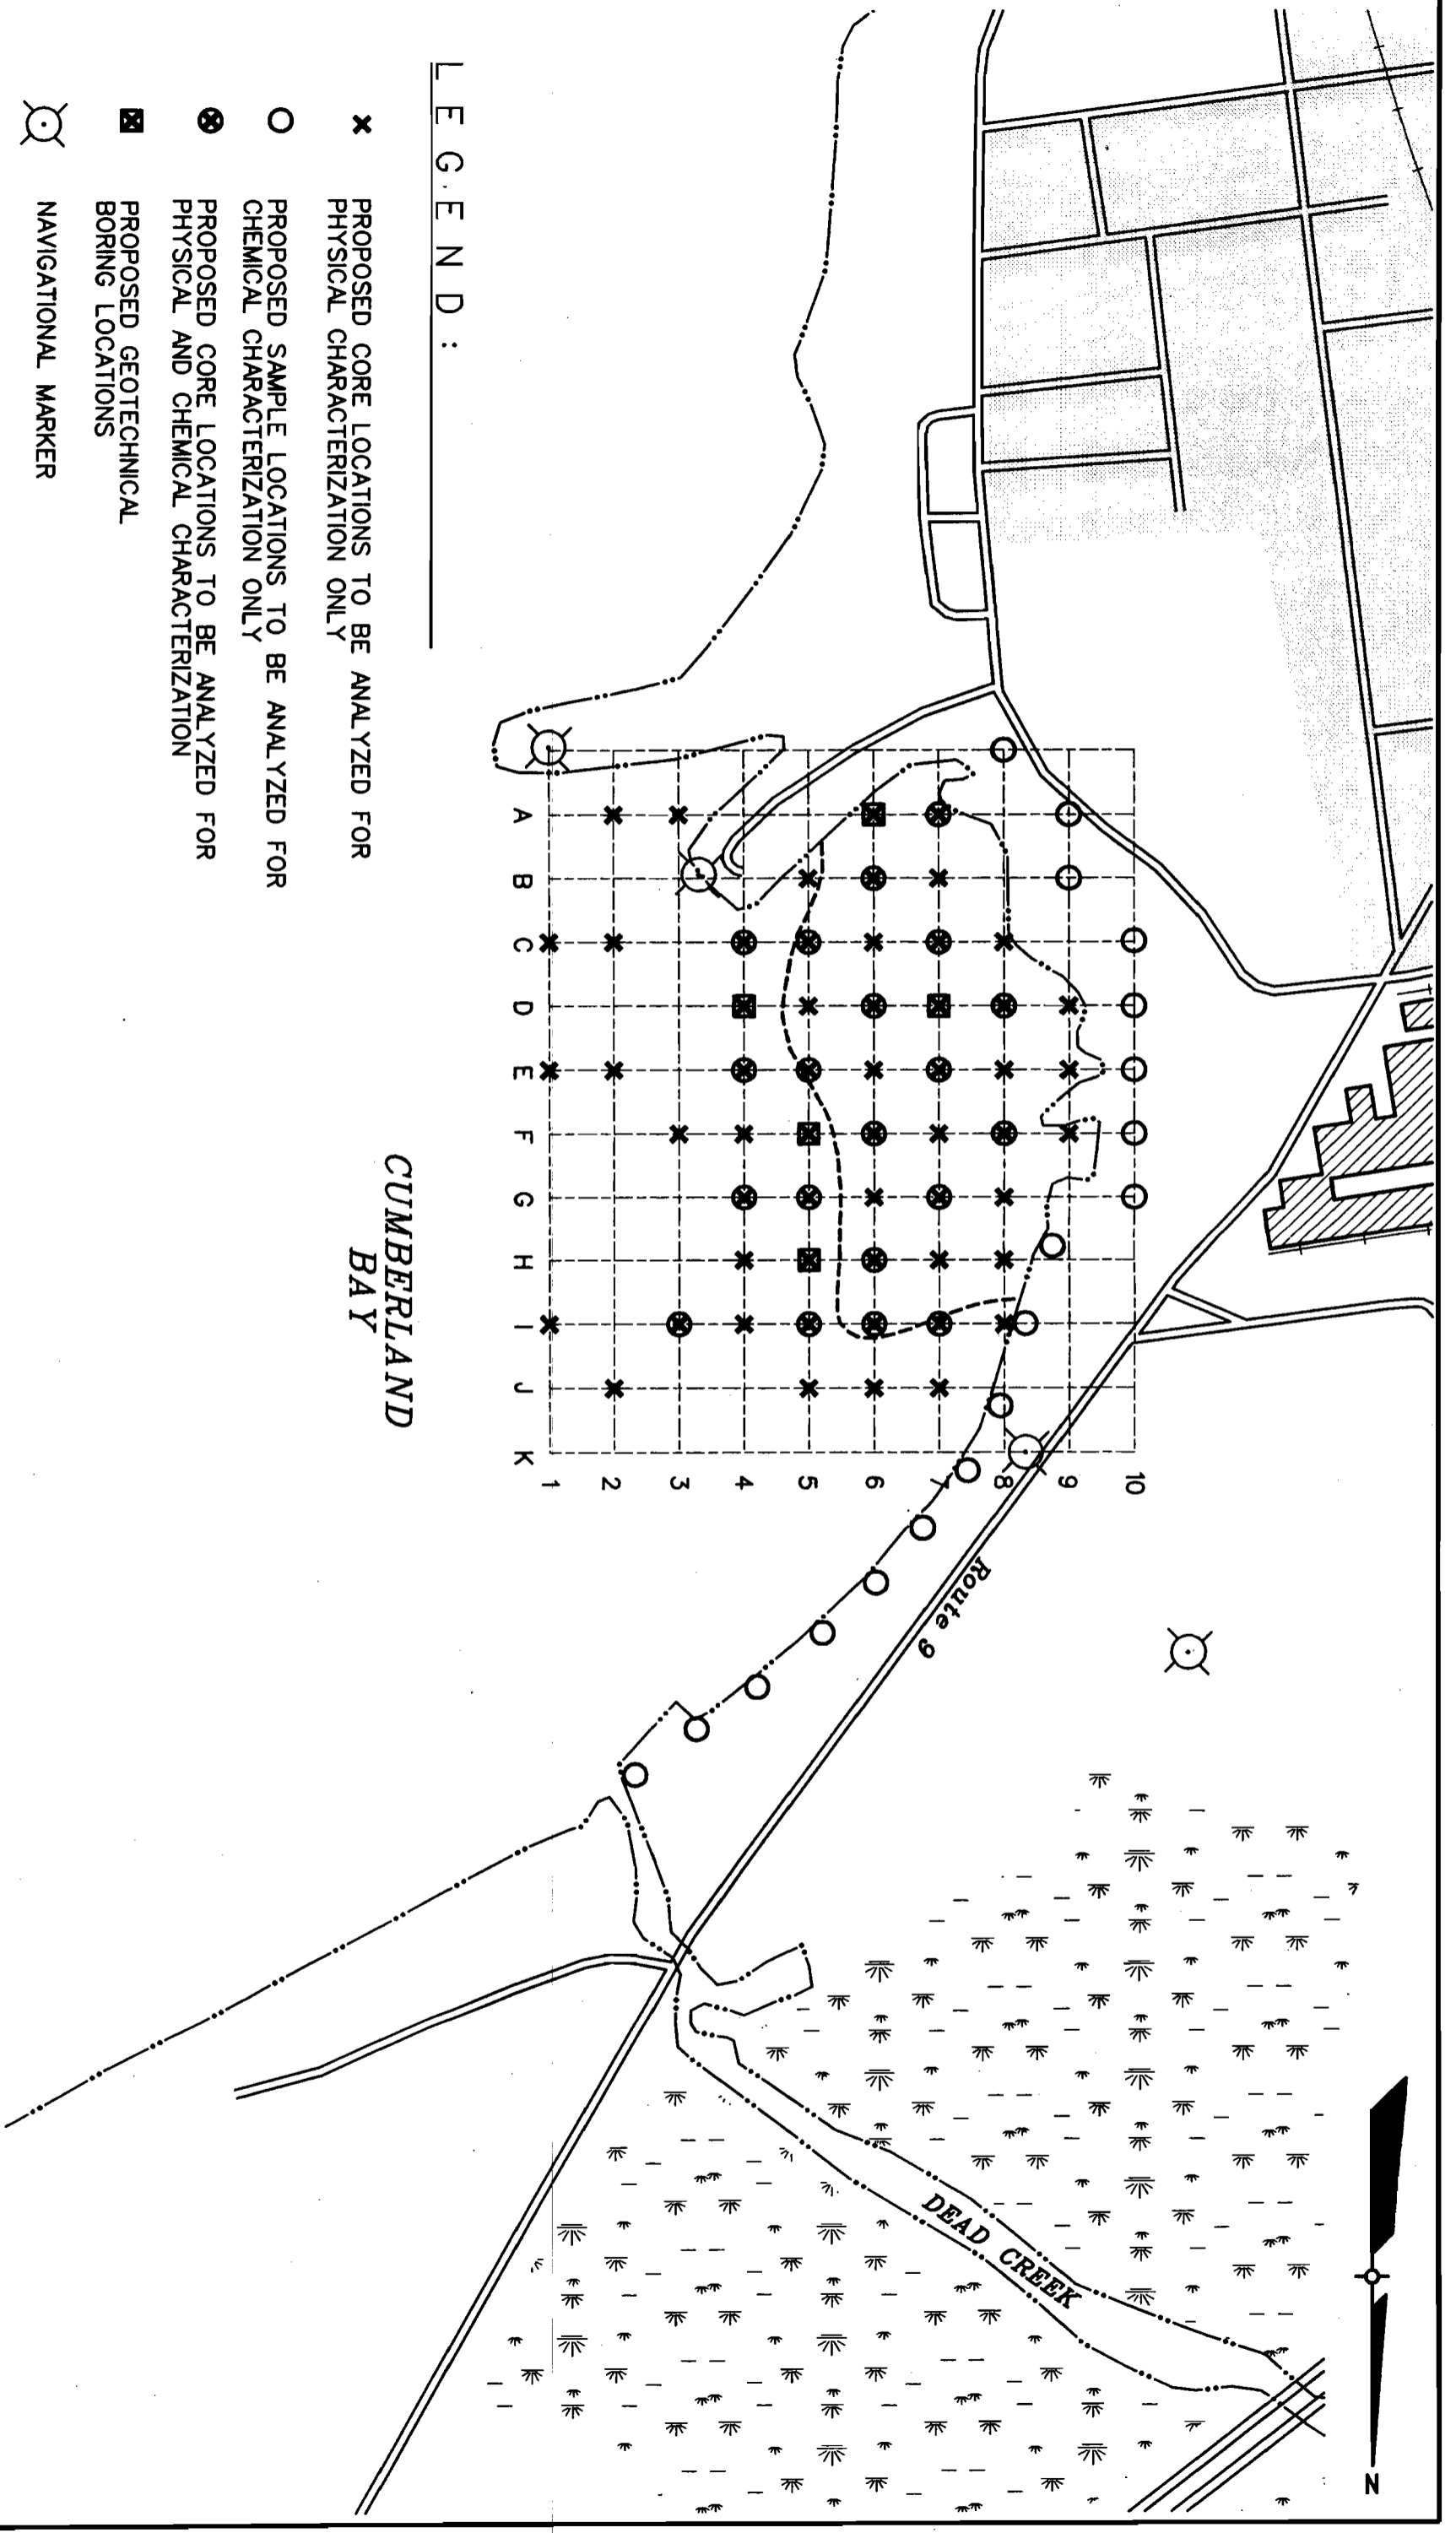 L E G E N D :
PROPOSED CORE LOCATIONS TO BE ANALYZED FOR
PHYSICAL CHARACTERIZATION ONLY
PROPOSED SAMPLE LOCATIONS TO BE ANALYZED FOR
CHEMICAL CHARACTERIZATION ONLY
PROPOSED CORE LOCATIONS TO BE ANALYZED FOR
PHYSICAL AND CHEMICAL CHARACTERIZATION
PROPOSED GEOTECHNICAL
BORING LOCATIONS
NAVIGATIONAL MARKER
A B C D E F G H I J K
1
2
3
4
5
6
7
8
9
10
CUMBERLAND
BAY
Route 9
DEAD CREEK
N